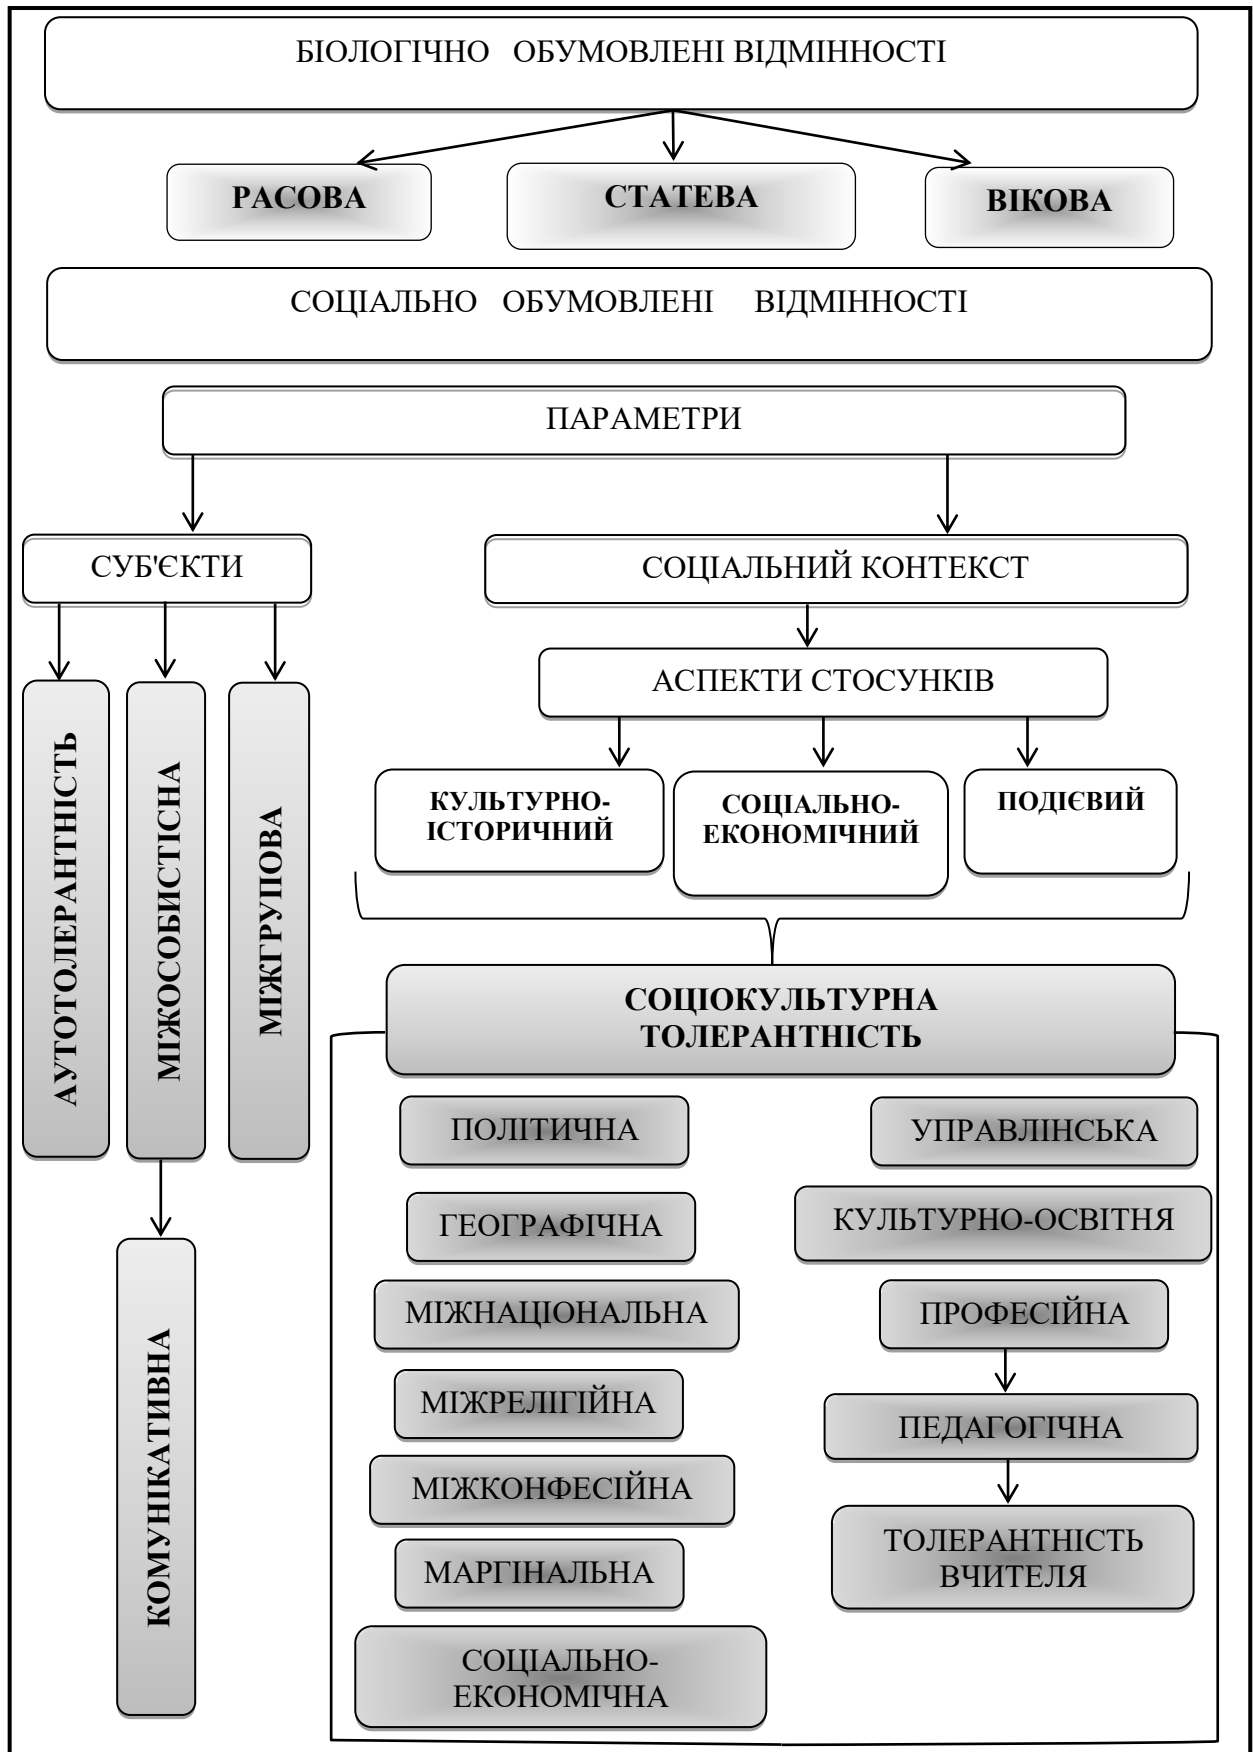 БІОЛОГІЧНО ОБУМОВЛЕНІ ВІДМІННОСТІ
РАСОВА
СТАТЕВА
ВІКОВА
СОЦІАЛЬНО ОБУМОВЛЕНІ ВІДМІННОСТІ
ПАРАМЕТРИ
СУБ'ЄКТИ
СОЦІАЛЬНИЙ КОНТЕКСТ
АСПЕКТИ СТОСУНКІВ
АУТОТОЛЕРАНТНІСТЬ
МІЖОСОБИСТІСНА
МІЖГРУПОВА
КОМУНІКАТИВНА
КУЛЬТУРНО-
ІСТОРИЧНИЙ
СОЦІАЛЬНО-
ЕКОНОМІЧНИЙ
ПОДІЄВИЙ
СОЦІОКУЛЬТУРНА
ТОЛЕРАНТНІСТЬ
ПОЛІТИЧНА
ГЕОГРАФІЧНА
МІЖНАЦІОНАЛЬНА
МІЖРЕЛІГІЙНА
МІЖКОНФЕСІЙНА
МАРГІНАЛЬНА
СОЦІАЛЬНО-
ЕКОНОМІЧНА
УПРАВЛІНСЬКА
КУЛЬТУРНО-ОСВІТНЯ
ПРОФЕСІЙНА
ПЕДАГОГІЧНА
ТОЛЕРАНТНІСТЬ
ВЧИТЕЛЯ